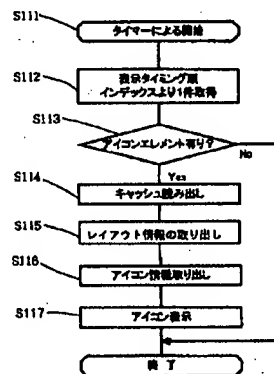 S111
タイマーによる開始
S112
表示タイミング順
インデックスより1件取得
S113
アイコンエレメント有り?
No
Yes
S114
キャッシュ読み出し
S115
レイアウト情報の取り出し
S116
アイコン情報取り出し
S117
アイコン表示
終了